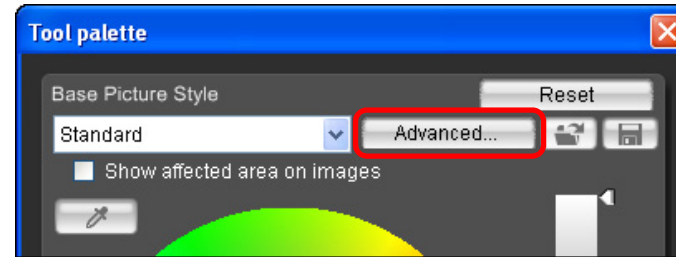 Tool palette
Base Picture Style
Reset
Standard
Advanced...
Show affected area on images